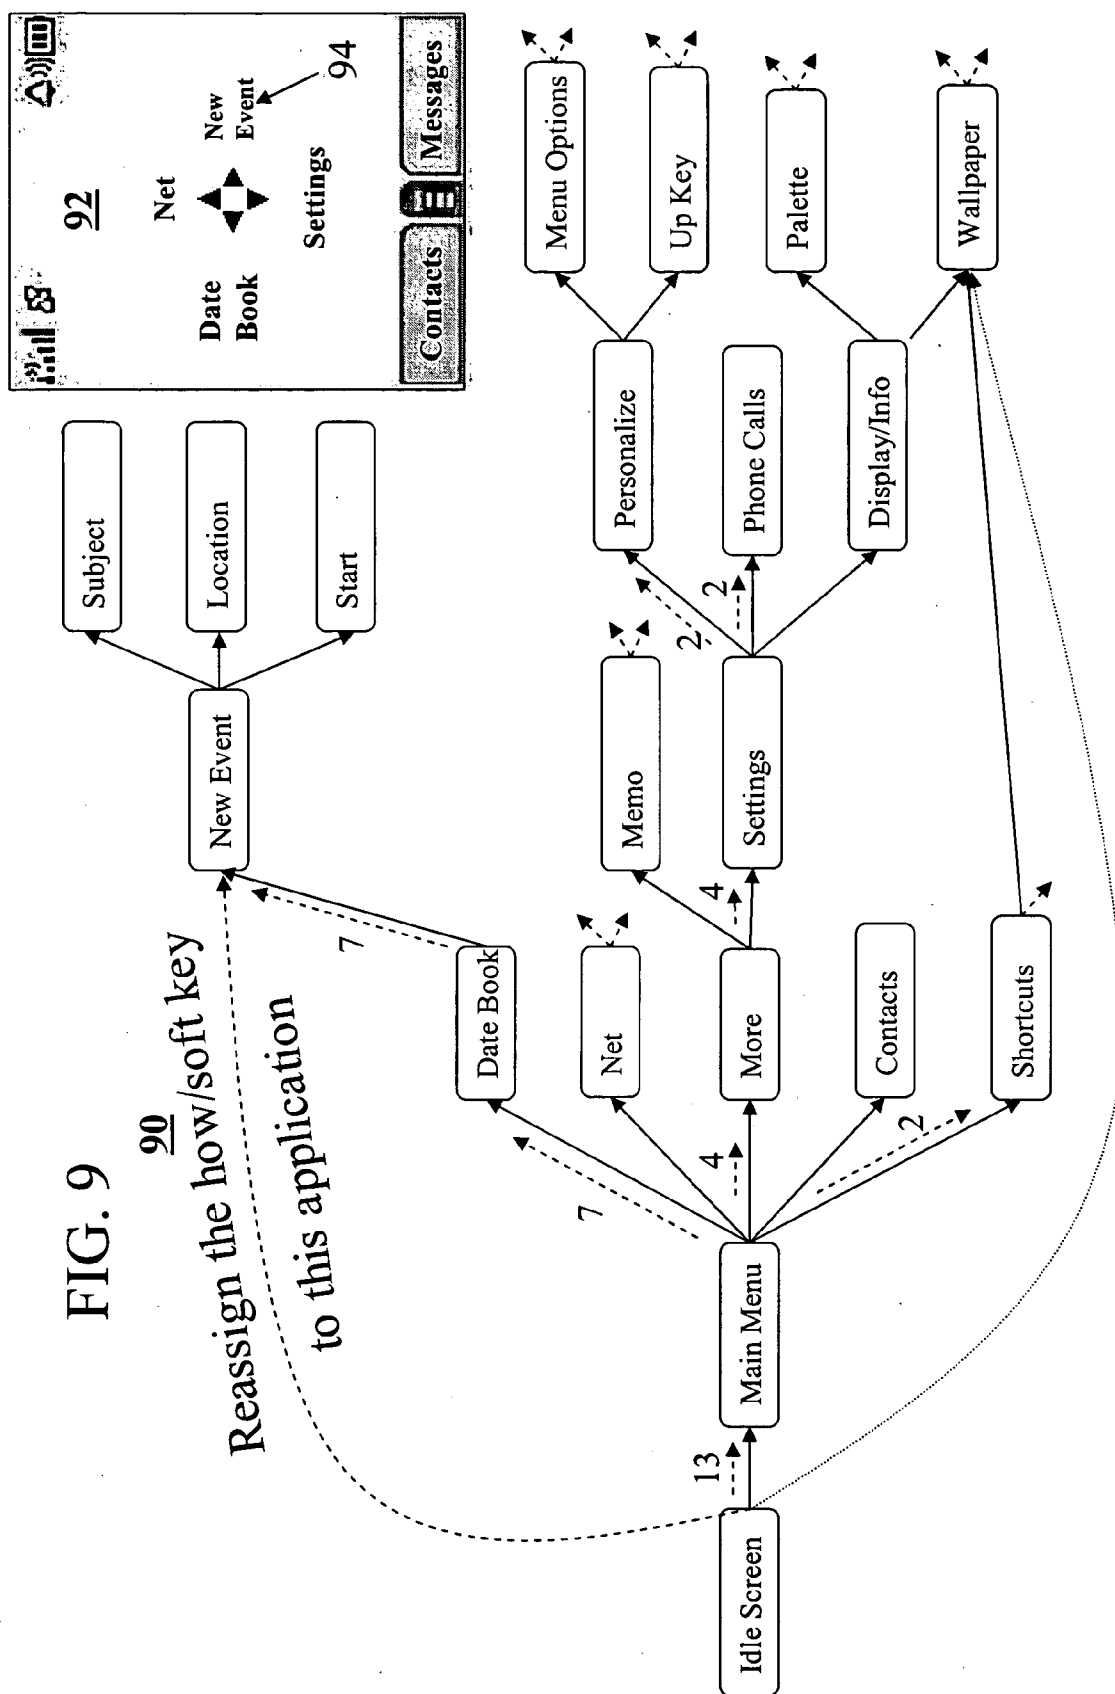 FIG. 9
90
Reassign the how/soft key
to this application
92
Net
Date
Book
New
Event
94
Settings
Contacts
Messages
Subject
Location
Start
New Event
7
Date Book
Net
More
Contacts
Shortcuts
7
4
2
4
Memo
Settings
2
2
Personalize
Phone Calls
Display/Info
Menu Options
Up Key
Palette
Wallpaper
13
Main Menu
Idle Screen